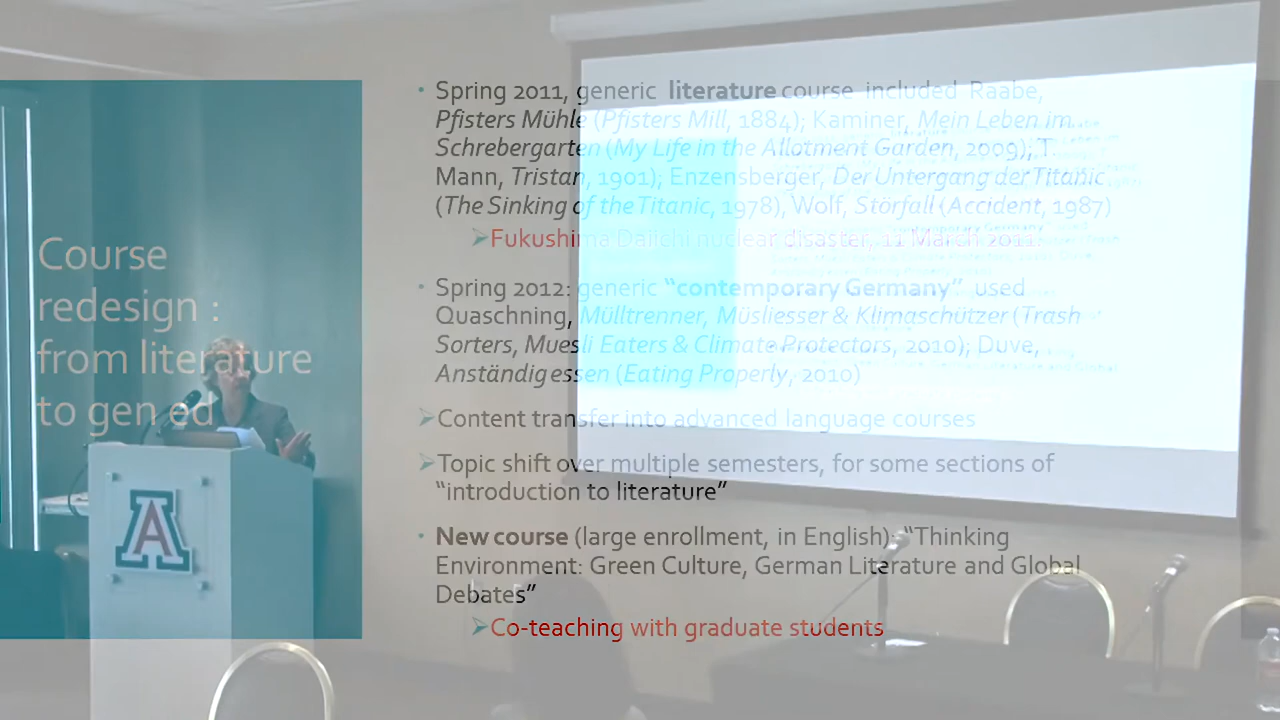 Course
redesign :
from literature
to gen ed
• Spring 2011, generic literature course included Raabe,
Pfisters Mühle (Pfisters Mill, 1884); Kaminer, Mein Leben im
Schrebergarten (My Life in the Allotment Garden, 2009); T.
Mann, Tristan, 1901); Enzensberger, Der Untergang der Titanic
(The Sinking of the Titanic, 1978), Wolf, Störfall (Accident, 1987)
➢Fukushima Daiichi nuclear disaster, 11 March 2011.
• Spring 2012: generic “contemporary Germany” used
Quaschning, Mülltrenner, Müsliesser & Klimaschützer (Trash
Sorters, Muesli Eaters & Climate Protectors, 2010); Duve,
Anständig essen (Eating Properly, 2010)
➢Content transfer into advanced language courses
➢Topic shift over multiple semesters, for some sections of
“introduction to literature”
• New course (large enrollment, in English): “Thinking
Environment: Green Culture, German Literature and Global
Debates”
➢Co-teaching with graduate students
A